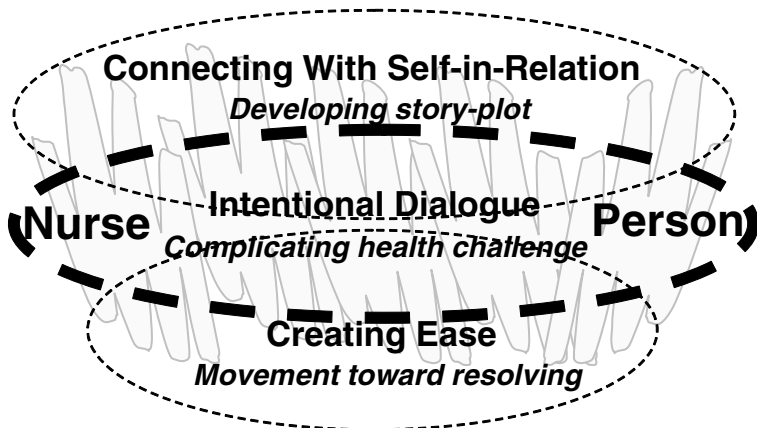 Connecting With Self-in-Relation
Developing story-plot
Intentional Dialogue
Nurse
Person
Complicating health challenge
Creating Ease
Movement toward resolving